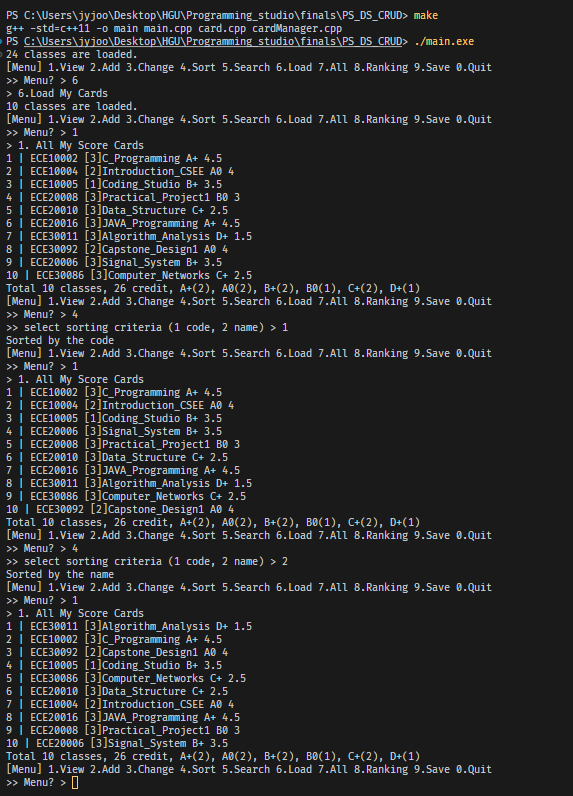 PS C:\Users\jyjoo\Desktop\HGU\Programming_studio\finals\PS_DS_CRUD> make
g++ -std=c++11 -o main main.cpp card.cpp cardManager.cpp
PS C:\Users\jyjoo\Desktop\HGU\Programming_studio\finals\PS_DS_CRUD> ./main.exe
24 classes are loaded.
[Menu] 1.View 2.Add 3.Change 4.Sort 5.Search 6.Load 7.All 8.Ranking 9.Save 0.Quit
>> Menu? > 6
> 6.Load My Cards
10 classes are loaded.
[Menu] 1.View 2.Add 3.Change 4.Sort 5.Search 6.Load 7.All 8.Ranking 9.Save 0.Quit
>> Menu? > 1
> 1. All My Score Cards
1 | ECE10002 [3]C_Programming A+ 4.5
2 | ECE10004 [2]Introduction_CSEE A0 4
3 | ECE10005 [1]Coding_Studio B+ 3.5
4 | ECE20008 [3]Practical_Project1 B0 3
5 | ECE20010 [3]Data_Structure C+ 2.5
6 | ECE20016 [3]JAVA_Programming A+ 4.5
7 | ECE30011 [3]Algorithm_Analysis D+ 1.5
8 | ECE30092 [2]Capstone_Design1 A0 4
9 | ECE20006 [3]Signal_System B+ 3.5
10 | ECE30086 [3]Computer_Networks C+ 2.5
Total 10 classes, 26 credit, A+(2), A0(2), B+(2), B0(1), C+(2), D+(1)
[Menu] 1.View 2.Add 3.Change 4.Sort 5.Search 6.Load 7.All 8.Ranking 9.Save 0.Quit
>> Menu? > 4
>> select sorting criteria (1 code, 2 name) > 1
Sorted by the code
[Menu] 1.View 2.Add 3.Change 4.Sort 5.Search 6.Load 7.All 8.Ranking 9.Save 0.Quit
>> Menu? > 1
> 1. All My Score Cards
1 | ECE10002 [3]C_Programming A+ 4.5
2 | ECE10004 [2]Introduction_CSEE A0 4
3 | ECE10005 [1]Coding_Studio B+ 3.5
4 | ECE20006 [3]Signal_System B+ 3.5
5 | ECE20008 [3]Practical_Project1 B0 3
6 | ECE20010 [3]Data_Structure C+ 2.5
7 | ECE20016 [3]JAVA_Programming A+ 4.5
8 | ECE30011 [3]Algorithm_Analysis D+ 1.5
9 | ECE30086 [3]Computer_Networks C+ 2.5
10 | ECE30092 [2]Capstone_Design1 A0 4
Total 10 classes, 26 credit, A+(2), A0(2), B+(2), B0(1), C+(2), D+(1)
[Menu] 1.View 2.Add 3.Change 4.Sort 5.Search 6.Load 7.All 8.Ranking 9.Save 0.Quit
>> Menu? > 4
>> select sorting criteria (1 code, 2 name) > 2
Sorted by the name
[Menu] 1.View 2.Add 3.Change 4.Sort 5.Search 6.Load 7.All 8.Ranking 9.Save 0.Quit
>> Menu? > 1
> 1. All My Score Cards
1 | ECE30011 [3]Algorithm_Analysis D+ 1.5
2 | ECE10002 [3]C_Programming A+ 4.5
3 | ECE30092 [2]Capstone_Design1 A0 4
4 | ECE10005 [1]Coding_Studio B+ 3.5
5 | ECE30086 [3]Computer_Networks C+ 2.5
6 | ECE20010 [3]Data_Structure C+ 2.5
7 | ECE10004 [2]Introduction_CSEE A0 4
8 | ECE20016 [3]JAVA_Programming A+ 4.5
9 | ECE20008 [3]Practical_Project1 B0 3
10 | ECE20006 [3]Signal_System B+ 3.5
Total 10 classes, 26 credit, A+(2), A0(2), B+(2), B0(1), C+(2), D+(1)
[Menu] 1.View 2.Add 3.Change 4.Sort 5.Search 6.Load 7.All 8.Ranking 9.Save 0.Quit
>> Menu? >